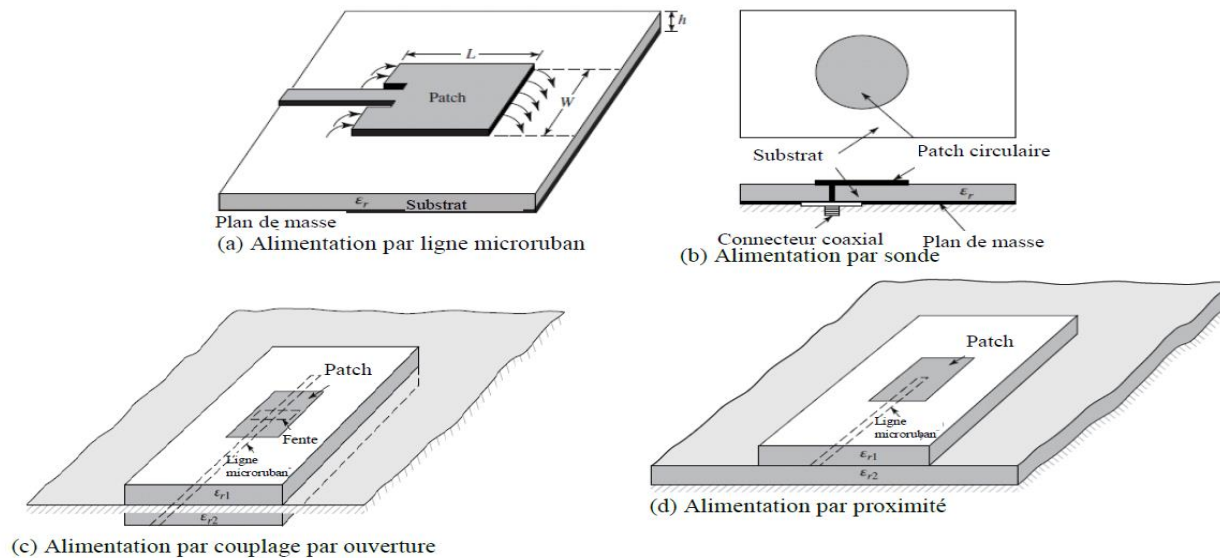 h
L
Patch
W
εr
Substrat
Plan de masse
(a) Alimentation par ligne microruban
Substrat
Patch circulaire
εr
Connecteur coaxial
Plan de masse
(b) Alimentation par sonde
Patch
Fente
Ligne
microruban
εr1
εr2
(c) Alimentation par couplage par ouverture
Patch
Ligne
microruban
εr1
εr2
(d) Alimentation par proximité